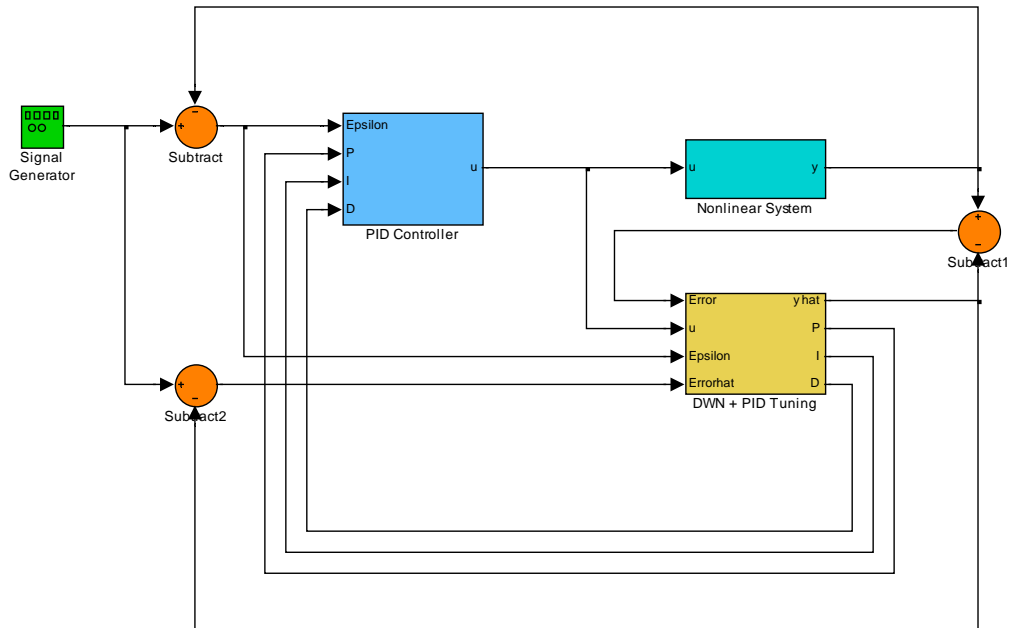 Signal
Generator
Subtract
Epsilon
P
I
D
u
PID Controller
u
y
Nonlinear System
Subtract1
Error
u
Epsilon
Errorhat
y hat
P
I
D
DWN + PID Tuning
Subtract2